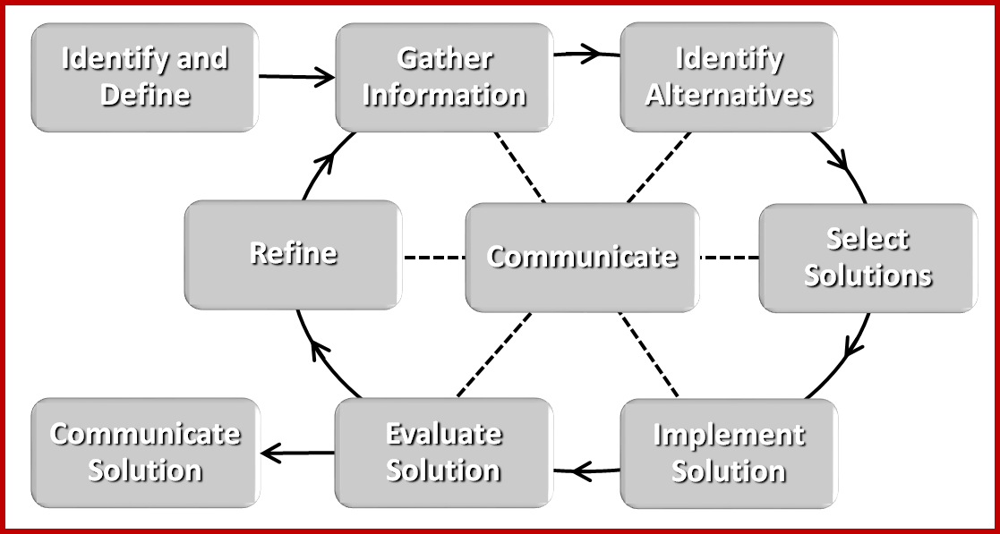 Identify and
Define
Gather
Information
Identify
Alternatives
Refine
Communicate
Select
Solutions
Communicate
Solution
Evaluate
Solution
Implement
Solution